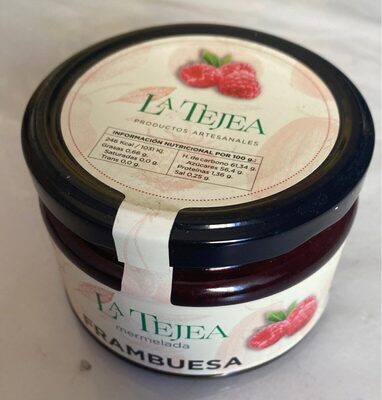 LA TEJEA
PRODUCTOS ARTESANALES
INFORMACIÓN NUTRICIONAL POR 100 g.:
246 Kcal / 1031 Kj.
Grasas 0,66 g.
Saturadas 0,0 g.
Trans 0,0 g.
H. de carbono 61,34 g.
Azúcares 56,4 g.
Proteínas 1,36 g.
Sal 0,25 g.
LA TEJEA
mermelada
FRAMBUESA